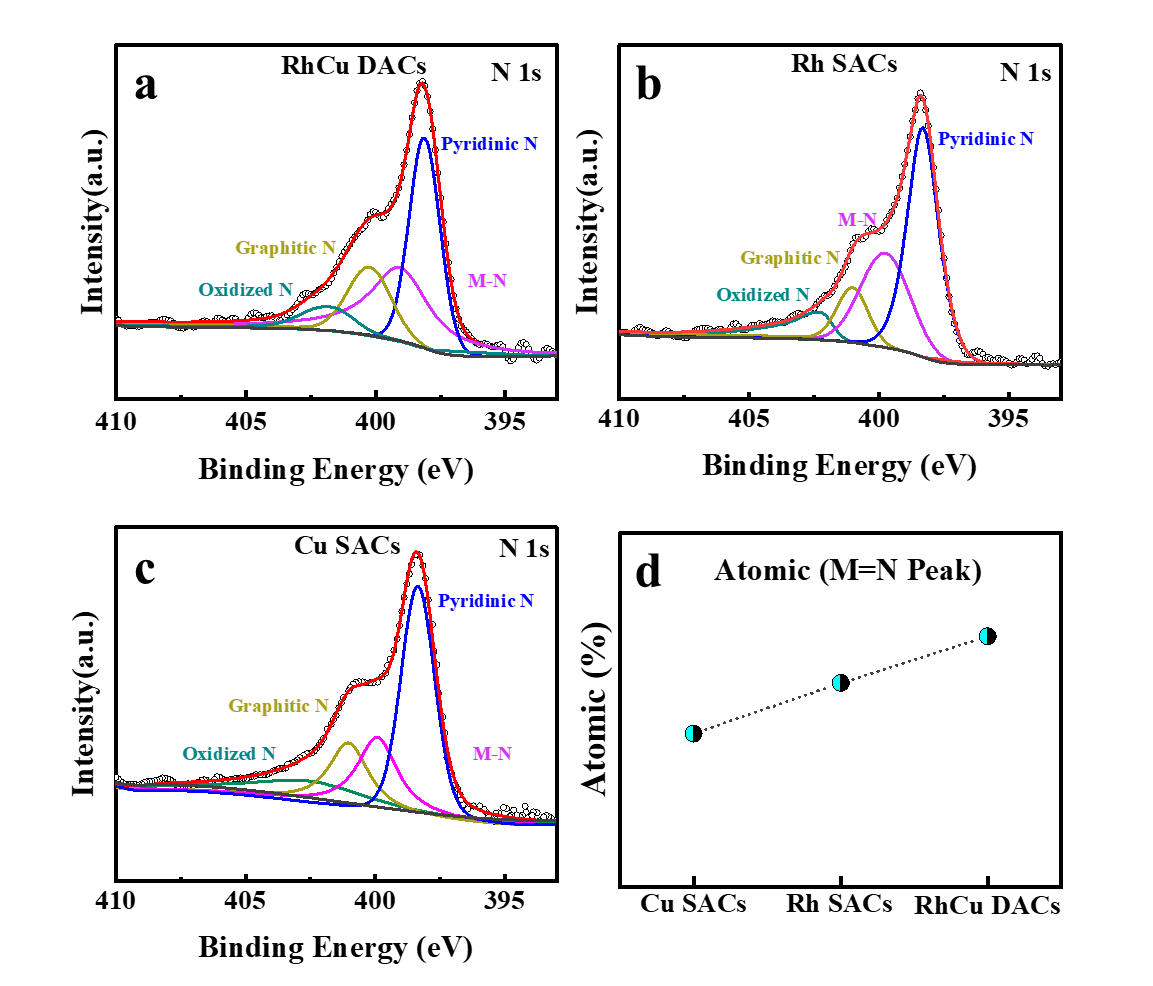 a
RhCu DACs
N 1s
Pyridinic N
Graphitic N
Oxidized N
M-N
Intensity(a.u.)
410 405 400 395
Binding Energy (eV)
b
Rh SACs
N 1s
Pyridinic N
M-N
Graphitic N
Oxidized N
Intensity(a.u.)
410 405 400 395
Binding Energy (eV)
c
Cu SACs
N 1s
Pyridinic N
Graphitic N
Oxidized N
M-N
Intensity(a.u.)
410 405 400 395
Binding Energy (eV)
d
Atomic (M=N Peak)
Atomic (%)
Cu SACs Rh SACs RhCu DACs